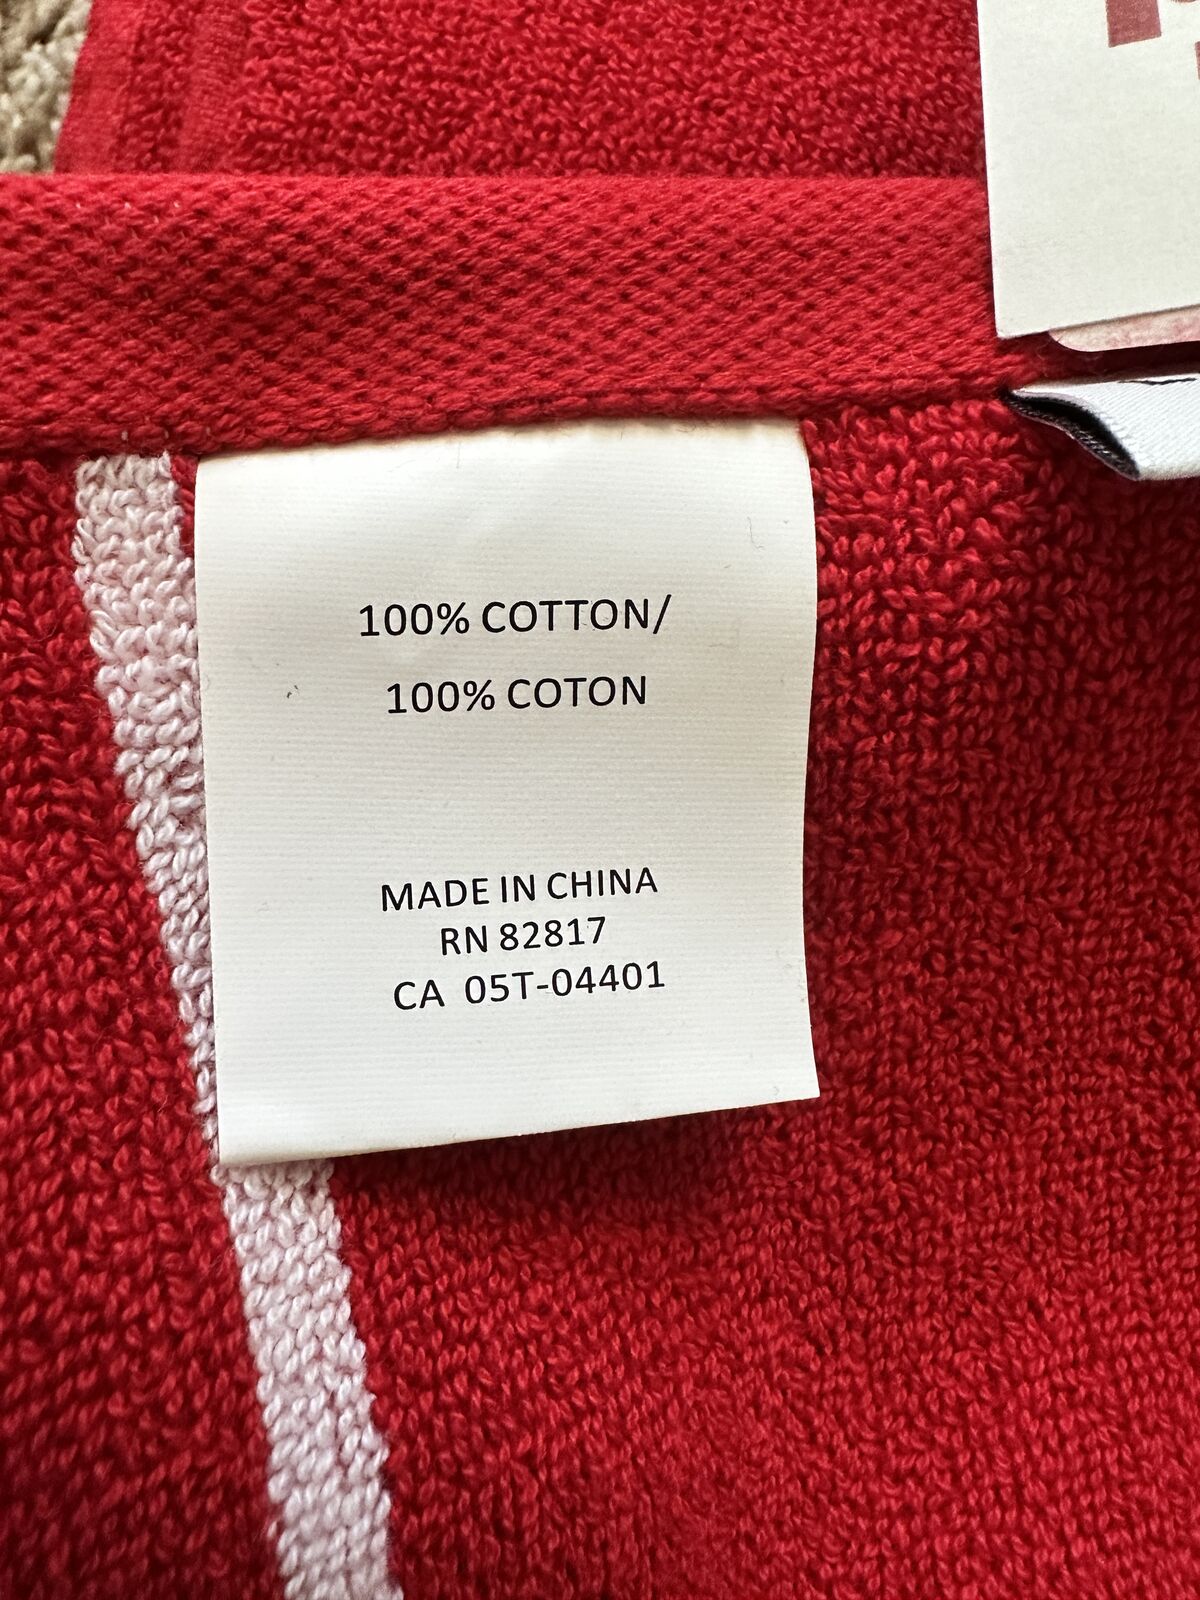 100% COTTON/
100% COTON
MADE IN CHINA
RN 82817
CA 05T-04401